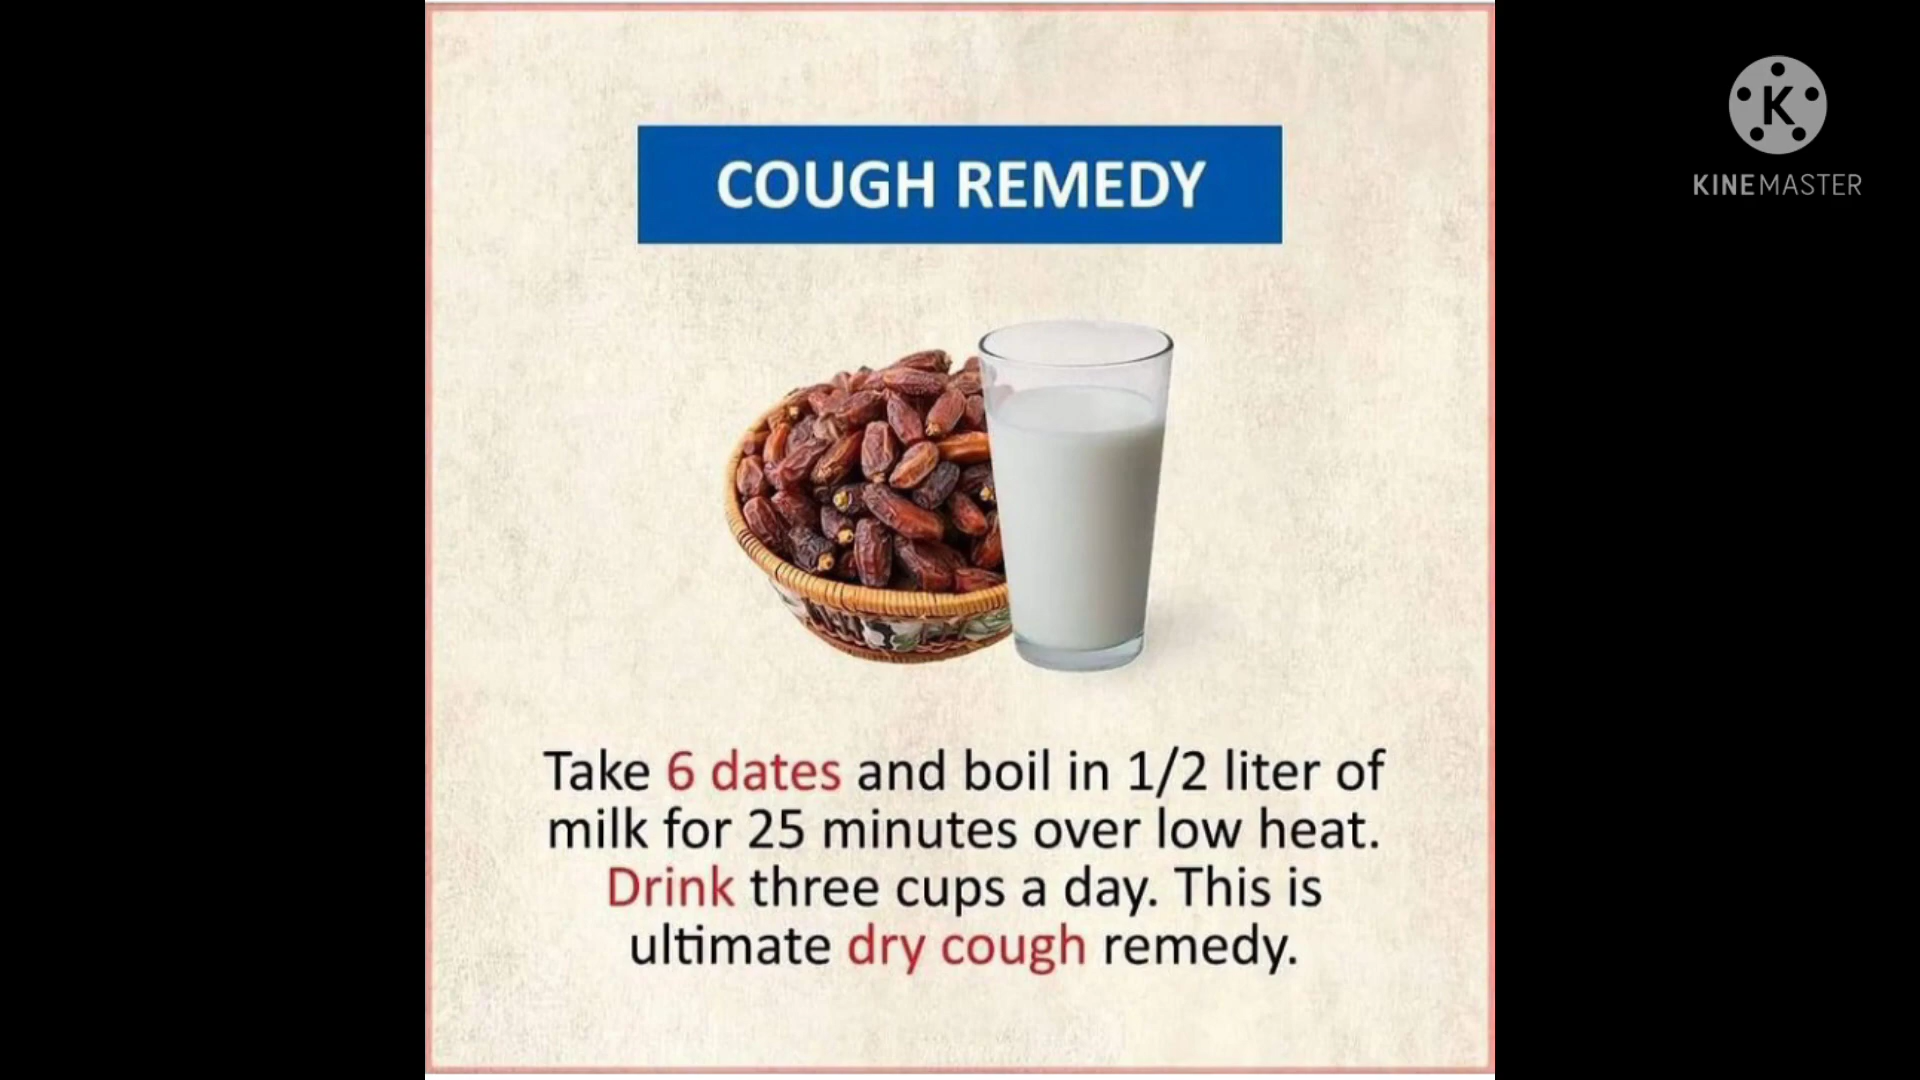 COUGH REMEDY
K
KINEMASTER
Take 6 dates and boil in 1/2 liter of
milk for 25 minutes over low heat.
Drink three cups a day. This is
ultimate dry cough remedy.